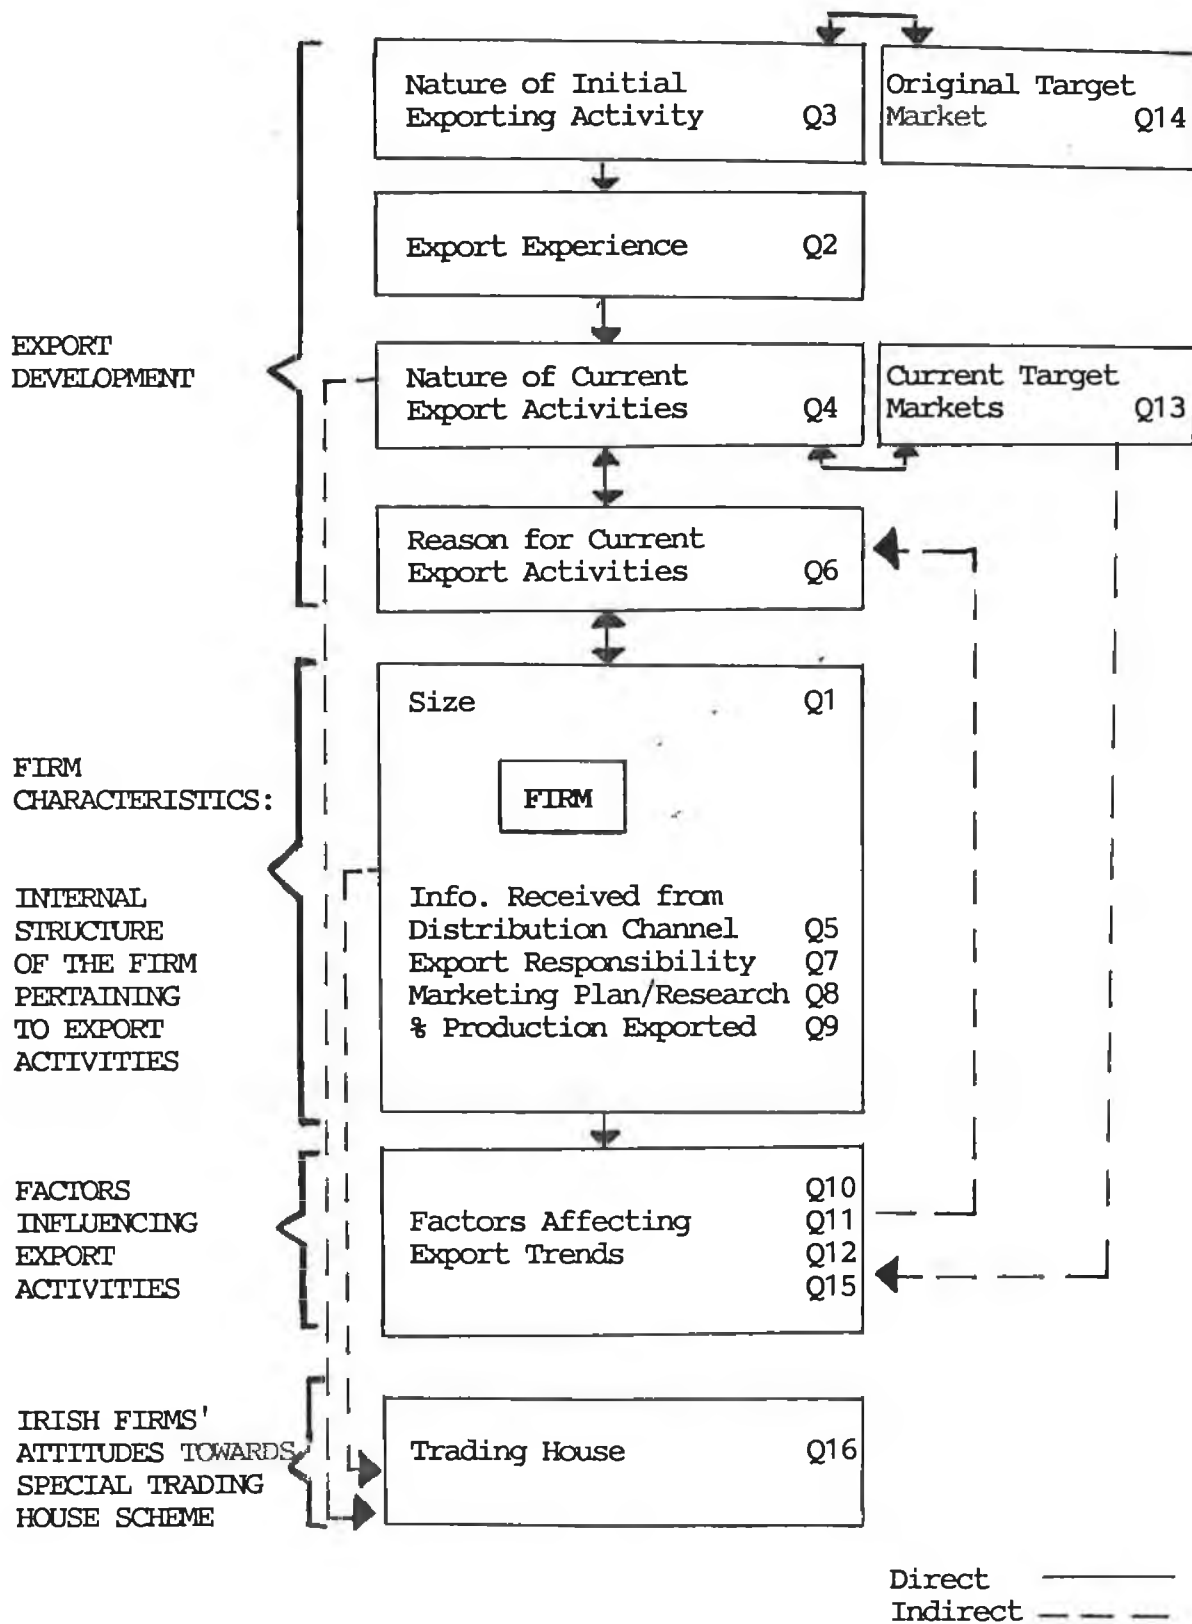 Nature of Initial
Exporting Activity Q3
Original Target
Market Q14
Export Experience Q2
EXPORT
DEVELOPMENT
Nature of Current
Export Activities Q4
Current Target
Markets Q13
Reason for Current
Export Activities Q6
FIRM
CHARACTERISTICS:
INTERNAL
STRUCTURE
OF THE FIRM
PERTAINING
TO EXPORT
ACTIVITIES
Size Q1
FIRM
Info. Received from
Distribution Channel Q5
Export Responsibility Q7
Marketing Plan/Research Q8
% Production Exported Q9
FACTORS
INFLUENCING
EXPORT
ACTIVITIES
Q10
Factors Affecting Q11
Export Trends Q12
Q15
IRISH FIRMS'
ATTITUDES TOWARDS
SPECIAL TRADING
HOUSE SCHEME
Trading House Q16
Direct
Indirect